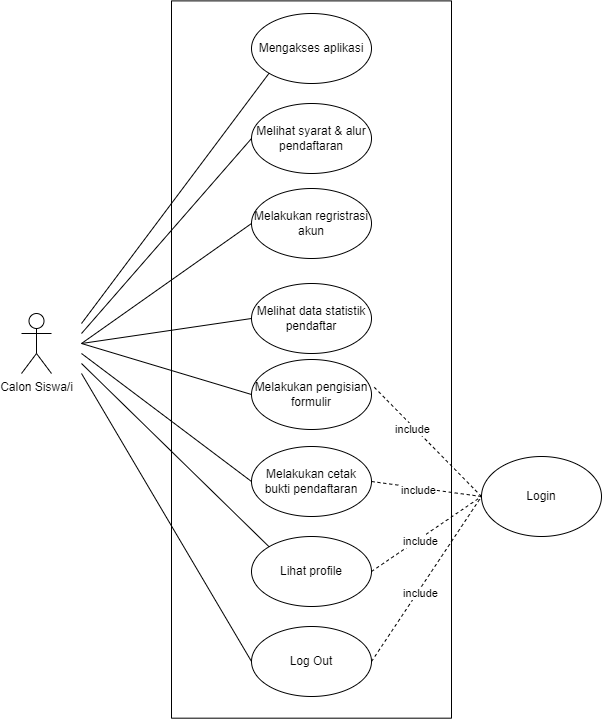 Mengakses aplikasi
Melihat syarat & alur
pendaftaran
Melakukan regristrasi
akun
Melihat data statistik
pendaftar
Calon Siswa/i
Melakukan pengisian
formulir
include
Melakukan cetak
bukti pendaftaran
include
Login
include
Lihat profile
include
Log Out